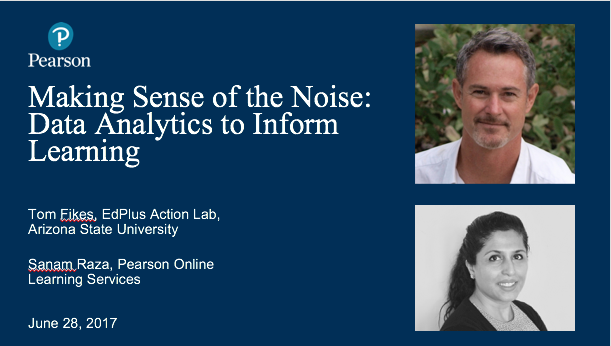 Pearson
Making Sense of the Noise:
Data Analytics to Inform
Learning
Tom Fikes, EdPlus Action Lab,
Arizona State University
Sanam Raza, Pearson Online
Learning Services
June 28, 2017